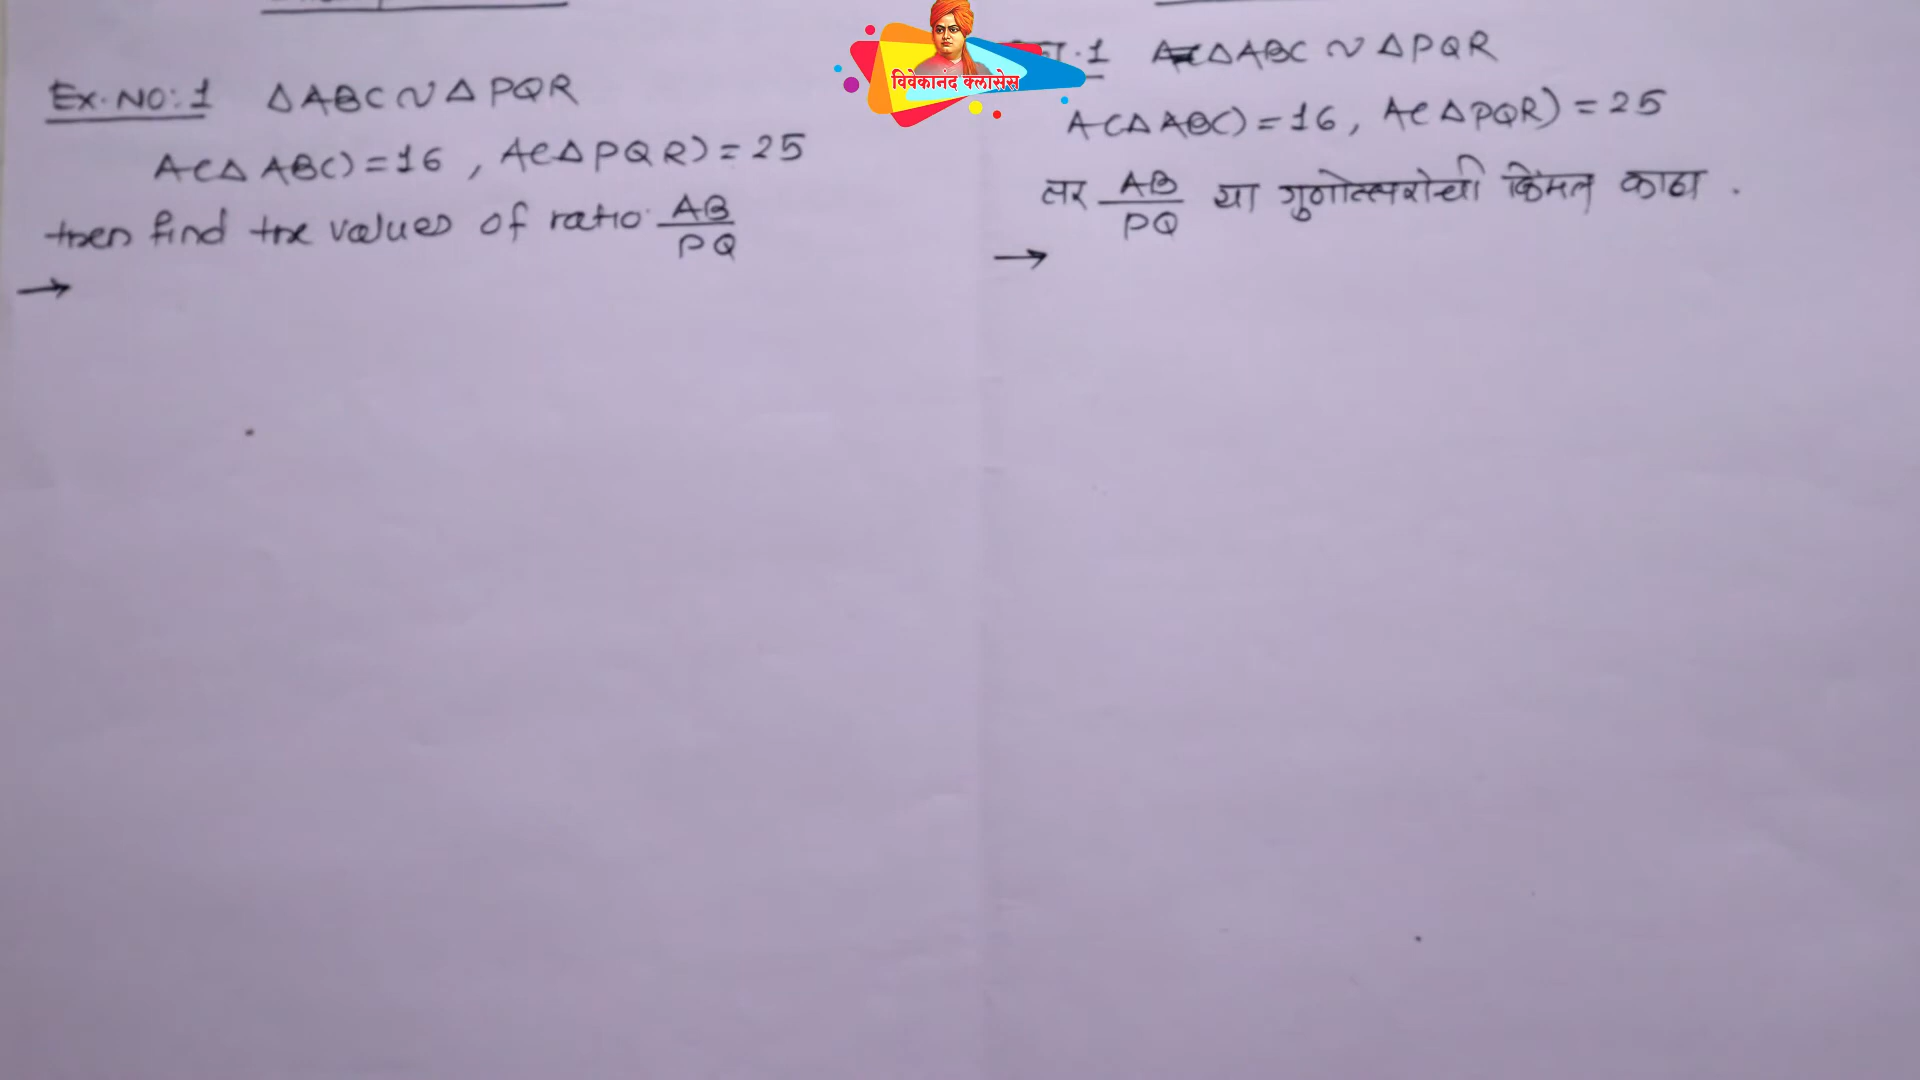 Ex. NO: 1 Δ ABC ~ Δ PQR
A(Δ ABC) = 16 , A(Δ PQR) = 25
then find the values of ratio AB/PQ
→
विवेकानंद क्लासेस
.1 Δ ABC ~ Δ PQR
A(Δ ABC) = 16 , A(Δ PQR) = 25
तर AB/PQ या गुणोत्तराची किंमत काढा .
→